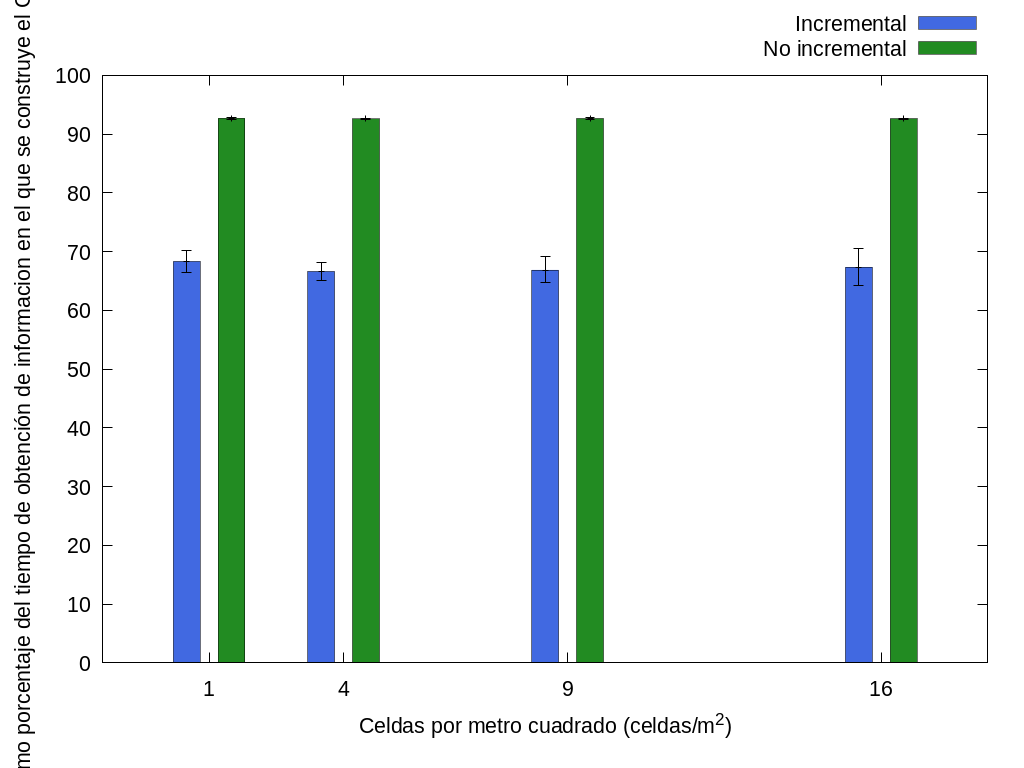 Incremental
No incremental
100
90
80
70
60
50
40
30
20
10
0
1 4 9 16
Celdas por metro cuadrado (celdas/m²)
porcentaje del tiempo de obtención de informacion en el que se construye el